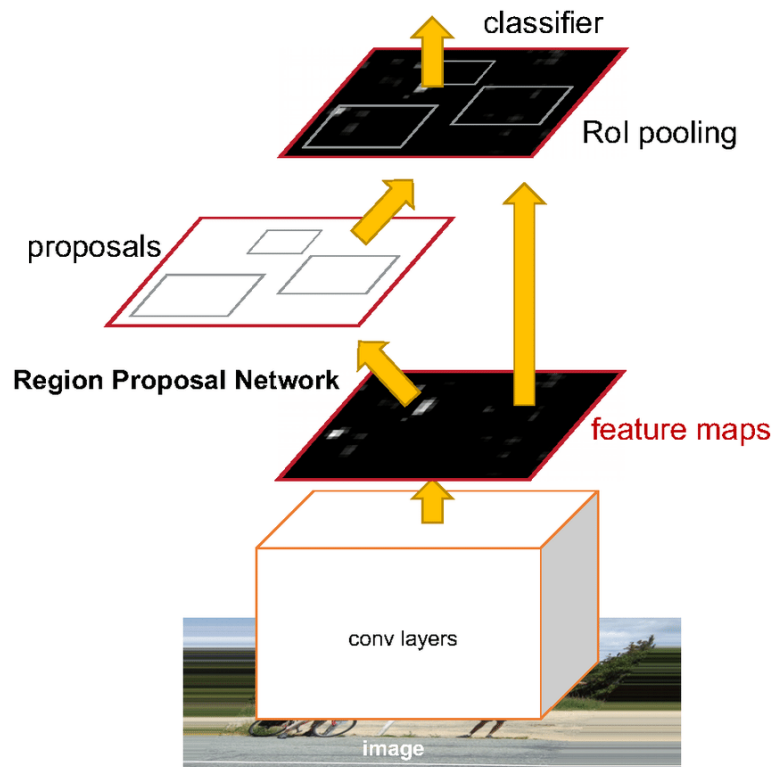 classifier
RoI pooling
proposals
Region Proposal Network
feature maps
conv layers
image